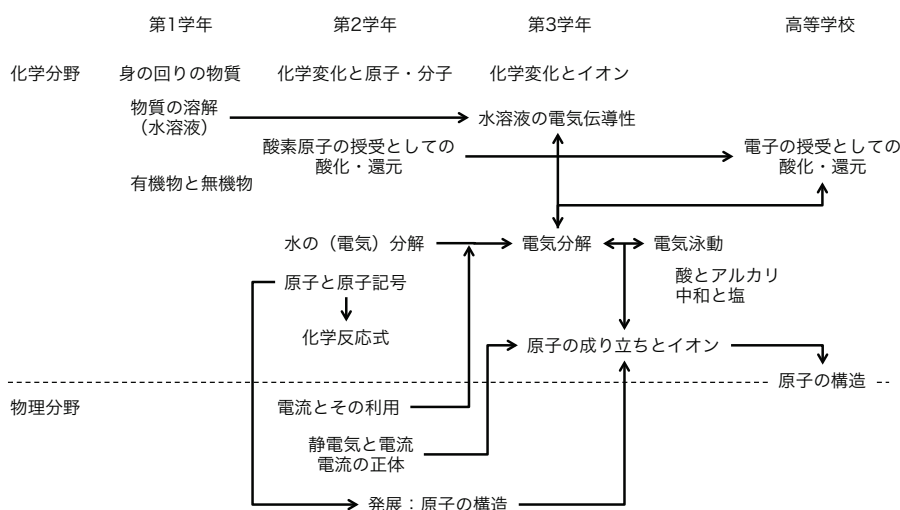 第1学年 第2学年 第3学年 高等学校
化学分野 身の回りの物質 化学変化と原子・分子 化学変化とイオン
物質の溶解
（水溶液）
水溶液の電気伝導性
酸素原子の授受としての
酸化・還元
電子の授受としての
酸化・還元
有機物と無機物
水の（電気）分解 電気分解 電気泳動
酸とアルカリ
中和と塩
原子と原子記号
化学反応式
原子の成り立ちとイオン
原子の構造
物理分野 電流とその利用
静電気と電流
電流の正体
発展：原子の構造